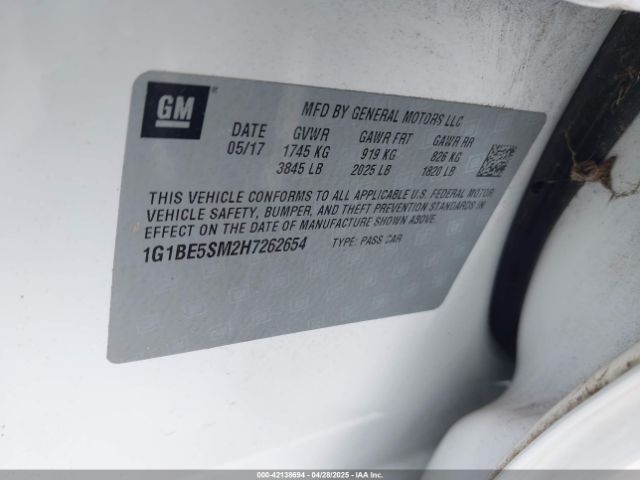 GM
MFD BY GENERAL MOTORS LLC
DATE GVWR GAWR FRT GAWR RR
05/17 1745 KG 919 KG 826 KG
3845 LB 2025 LB 1820 LB
THIS VEHICLE CONFORMS TO ALL APPLICABLE U.S. FEDERAL MOTOR
VEHICLE SAFETY, BUMPER, AND THEFT PREVENTION STANDARDS IN
EFFECT ON THE DATE OF MANUFACTURE SHOWN ABOVE.
1G1BE5SM2H7262654 TYPE: PASS CAR
000-42138694 - 04/28/2025 - IAA Inc.